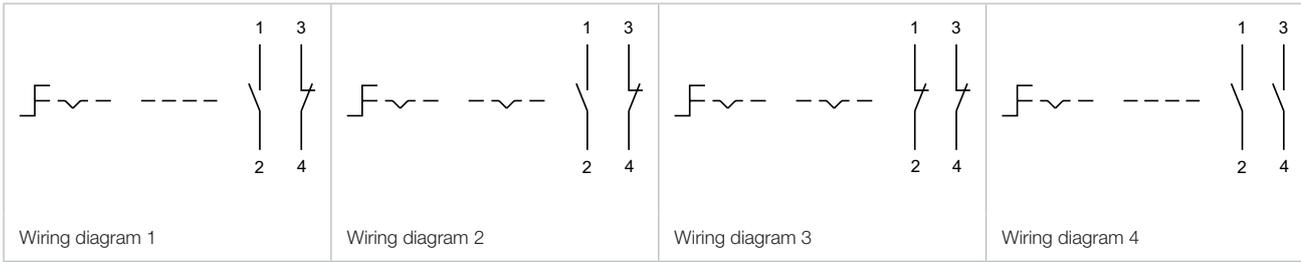 1 3 1 3 1 3 1 3
2 4 2 4 2 4 2 4
Wiring diagram 1 Wiring diagram 2 Wiring diagram 3 Wiring diagram 4